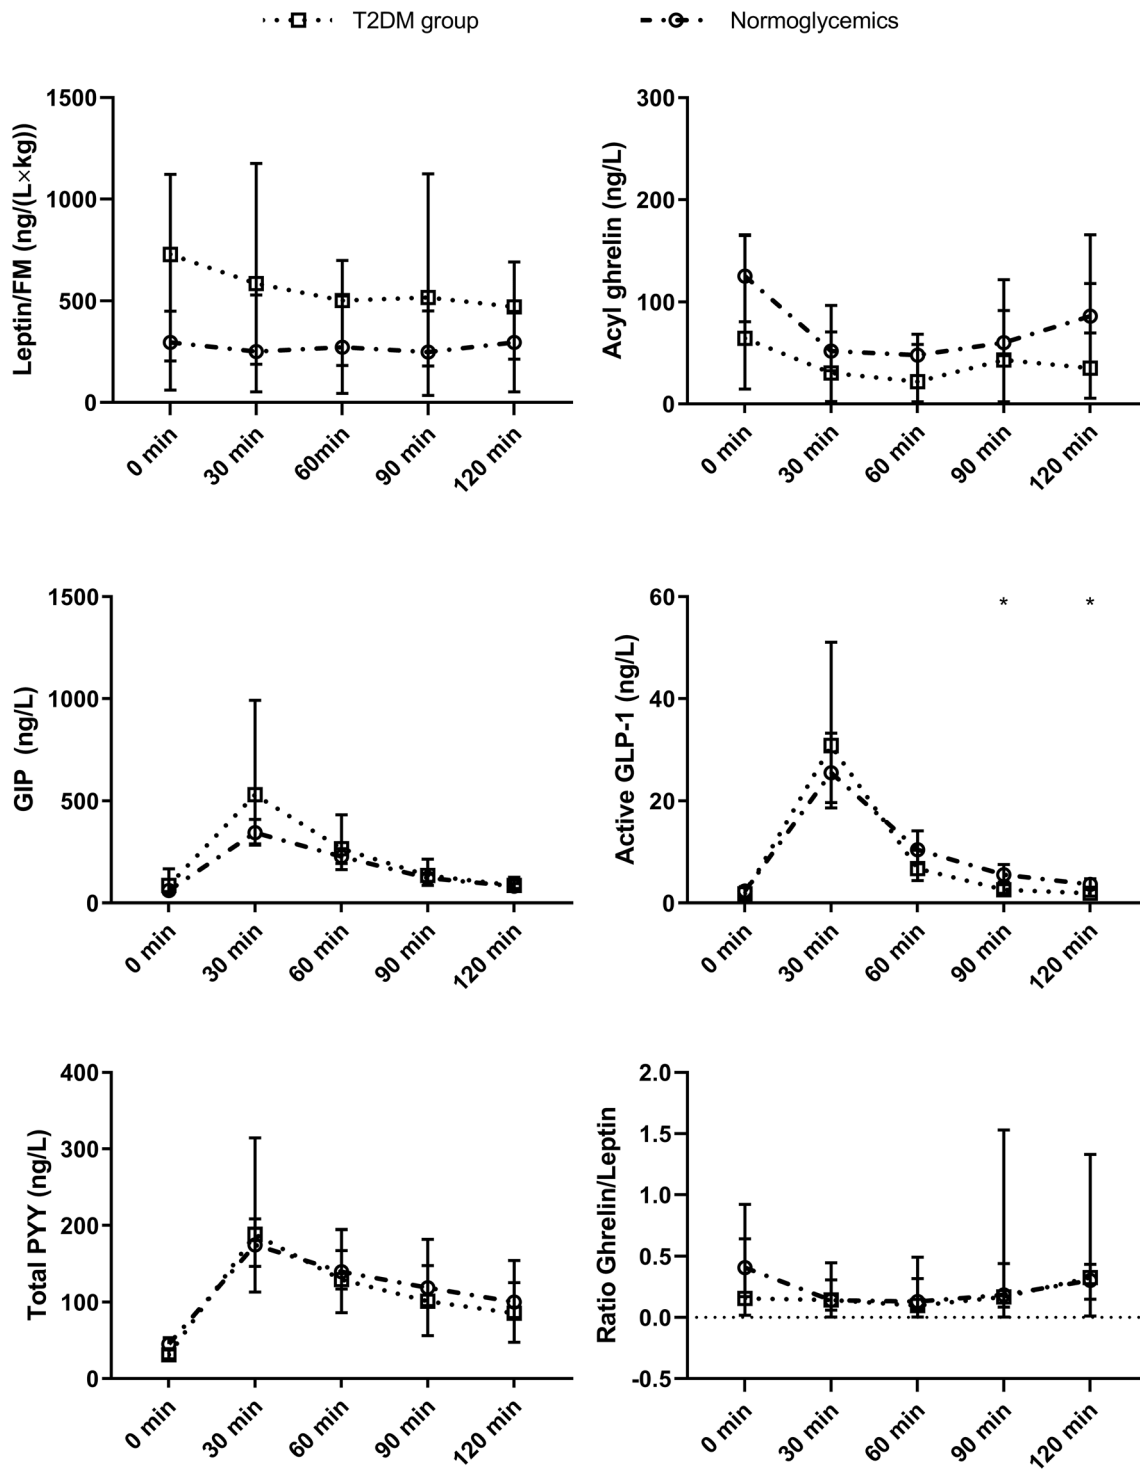 T2DM group
Normoglycemics
Leptin/FM (ng/(L×kg))
1500
1000
500
0
0 min
30 min
60min
90 min
120 min
Acyl ghrelin (ng/L)
300
200
100
0
0 min
30 min
60 min
90 min
120 min
GIP (ng/L)
1500
1000
500
0
0 min
30 min
60 min
90 min
120 min
Active GLP-1 (ng/L)
60
40
20
0
* *
0 min
30 min
60 min
90 min
120 min
Total PYY (ng/L)
400
300
200
100
0
0 min
30 min
60 min
90 min
120 min
Ratio Ghrelin/Leptin
2.0
1.5
1.0
0.5
0.0
-0.5
0 min
30 min
60 min
90 min
120 min